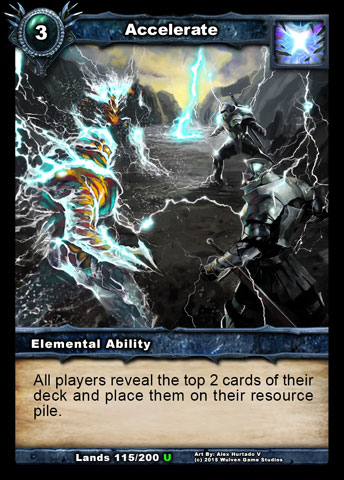 3
Accelerate
Elemental Ability
All players reveal the top 2 cards of their
deck and place them on their resource
pile.
Lands 115/200 U
Art By: Alex Hurtado V
(c) 2015 Wulven Game Studios